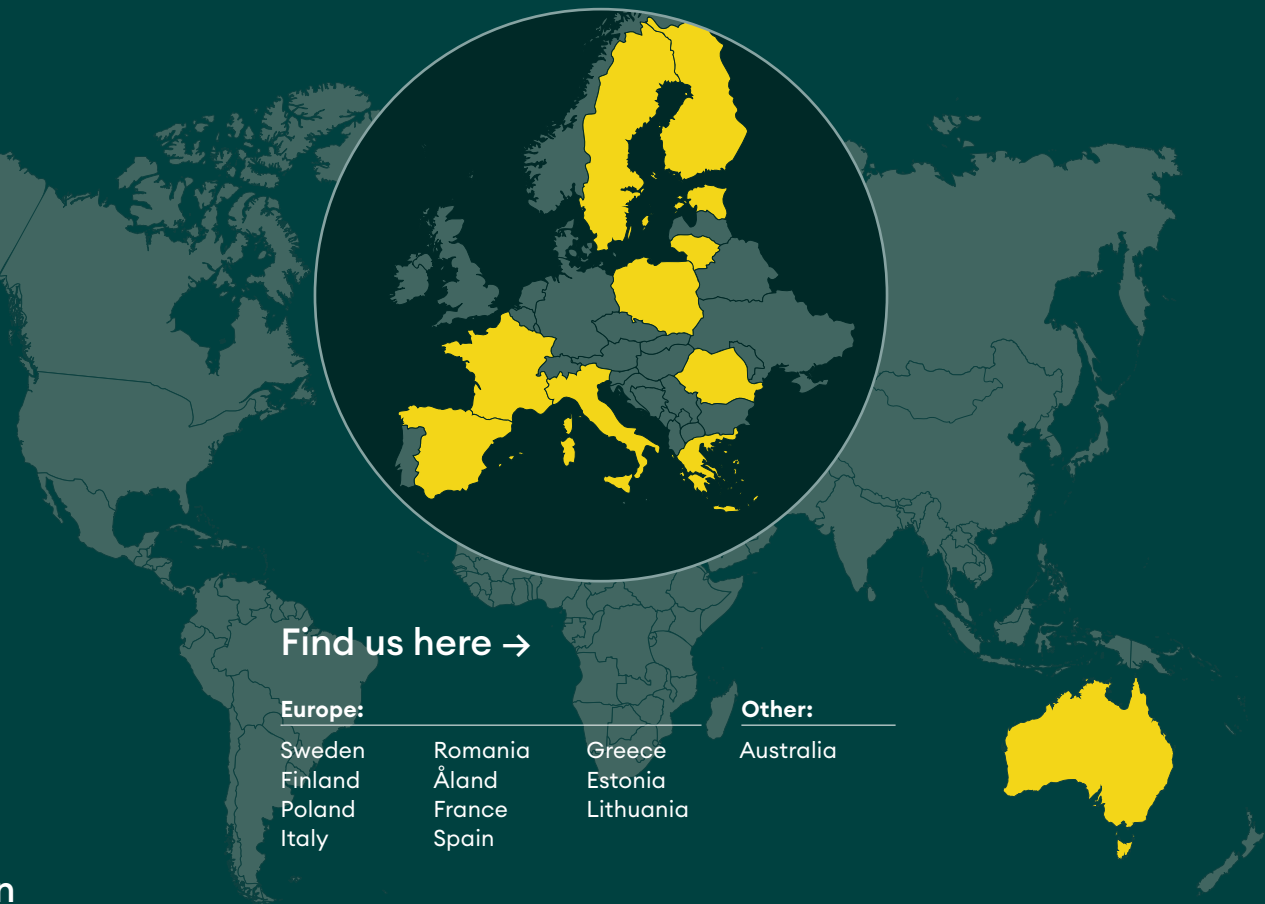 Find us here →
Europe:
Sweden
Finland
Poland
Italy
Romania
Åland
France
Spain
Greece
Estonia
Lithuania
Other:
Australia
n